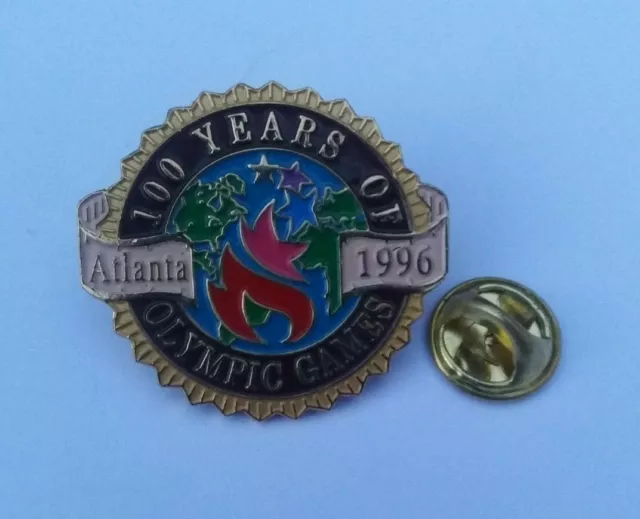 100 YEARS OF
Atlanta 1996
OLYMPIC GAMES